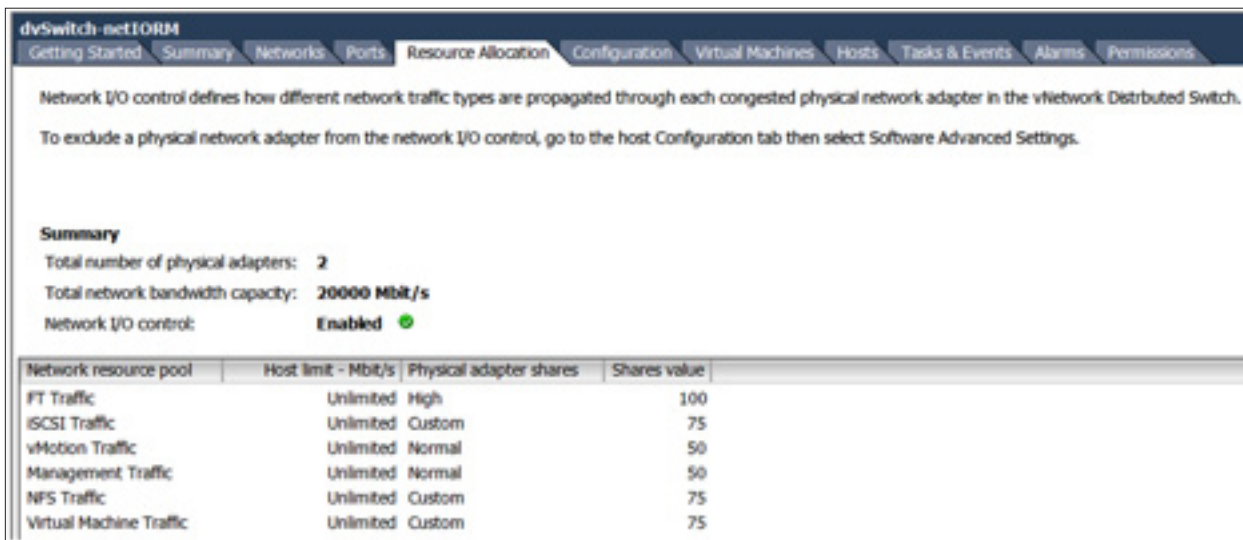 dvSwitch-netIORM
Getting Started Summary Networks Ports Resource Allocation Configuration Virtual Machines Hosts Tasks & Events Alarms Permissions
Network I/O control defines how different network traffic types are propagated through each congested physical network adapter in the vNetwork Distrbuted Switch.
To exclude a physical network adapter from the network I/O control, go to the host Configuration tab then select Software Advanced Settings.
Summary
Total number of physical adapters: 2
Total network bandwidth capacity: 20000 Mbit/s
Network I/O control: Enabled
Network resource pool Host limit - Mbit/s Physical adapter shares Shares value
FT Traffic Unlimited High 100
iSCSI Traffic Unlimited Custom 75
vMotion Traffic Unlimited Normal 50
Management Traffic Unlimited Normal 50
NFS Traffic Unlimited Custom 75
Virtual Machine Traffic Unlimited Custom 75